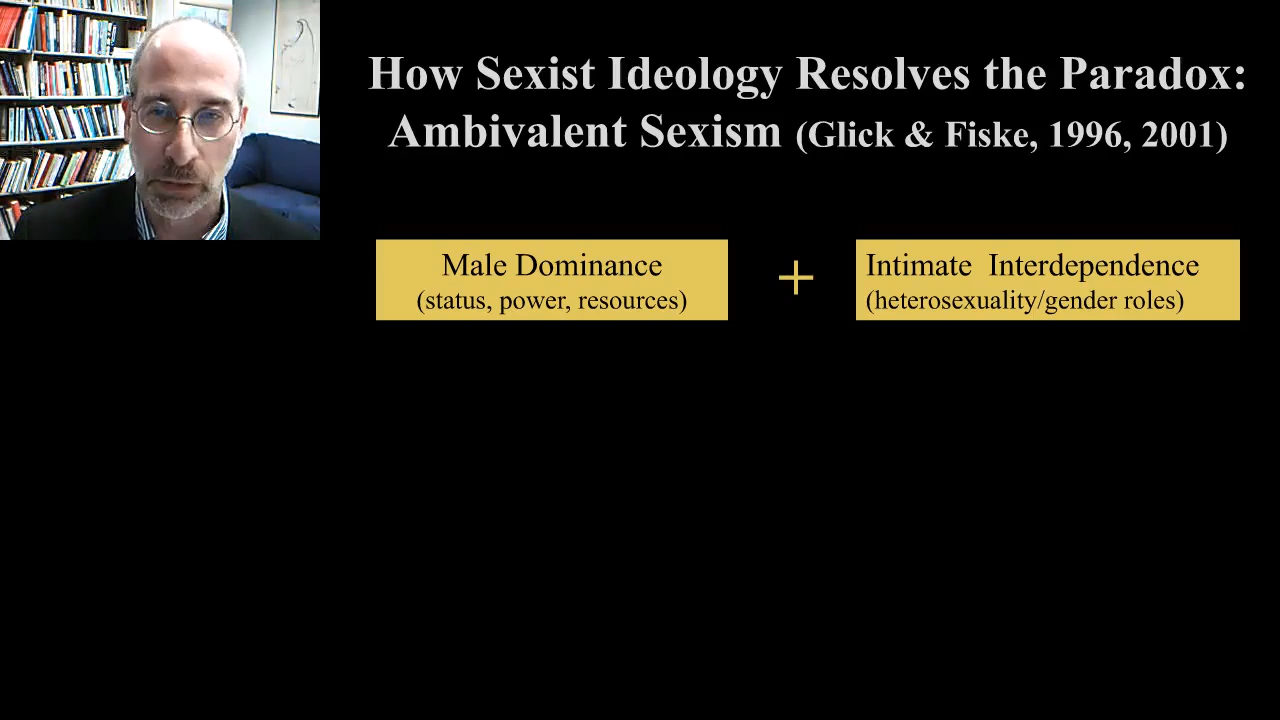 How Sexist Ideology Resolves the Paradox:
Ambivalent Sexism (Glick & Fiske, 1996, 2001)
Male Dominance
(status, power, resources)
+
Intimate Interdependence
(heterosexuality/gender roles)